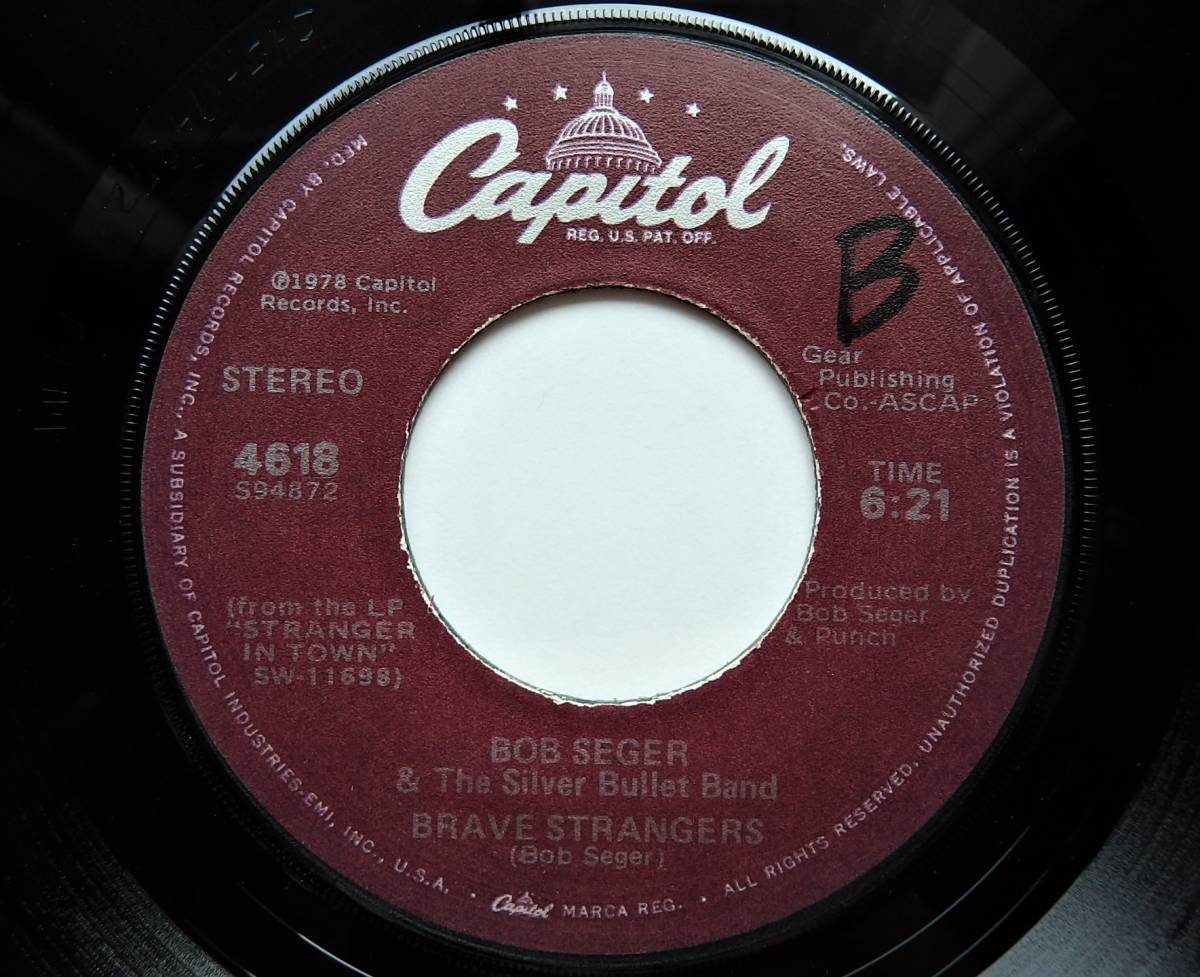 Capitol
REG. U.S. PAT. OFF.
B
℗1978 Capitol
Records, Inc.
STEREO
4618
S94872
(from the LP
"STRANGER
IN TOWN"
SW-11698)
Gear
Publishing
Co.-ASCAP
TIME
6:21
Produced by
Bob Seger
& Punch
BOB SEGER
& The Silver Bullet Band
BRAVE STRANGERS
(Bob Seger)
MFD. BY CAPITOL RECORDS, INC., A SUBSIDIARY OF CAPITOL INDUSTRIES-EMI, INC., U.S.A. · Capitol MARCA REG. · ALL RIGHTS RESERVED. UNAUTHORIZED DUPLICATION IS A VIOLATION OF APPLICABLE LAWS.